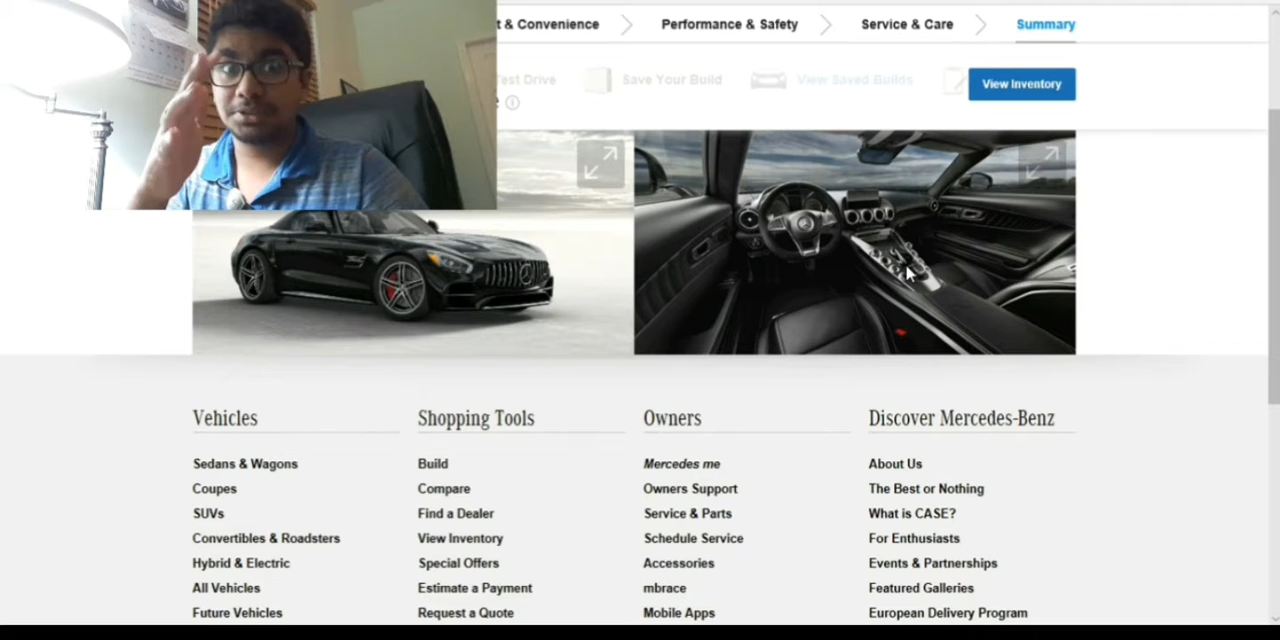 t & Convenience
Performance & Safety
Service & Care
Summary
Test Drive
Save Your Build
View Saved Builds
View Inventory
e
Vehicles
Shopping Tools
Owners
Discover Mercedes-Benz
Sedans & Wagons
Build
Mercedes me
About Us
Coupes
Compare
Owners Support
The Best or Nothing
SUVs
Find a Dealer
Service & Parts
What is CASE?
Convertibles & Roadsters
View Inventory
Schedule Service
For Enthusiasts
Hybrid & Electric
Special Offers
Accessories
Events & Partnerships
All Vehicles
Estimate a Payment
mbrace
Featured Galleries
Future Vehicles
Request a Quote
Mobile Apps
European Delivery Program